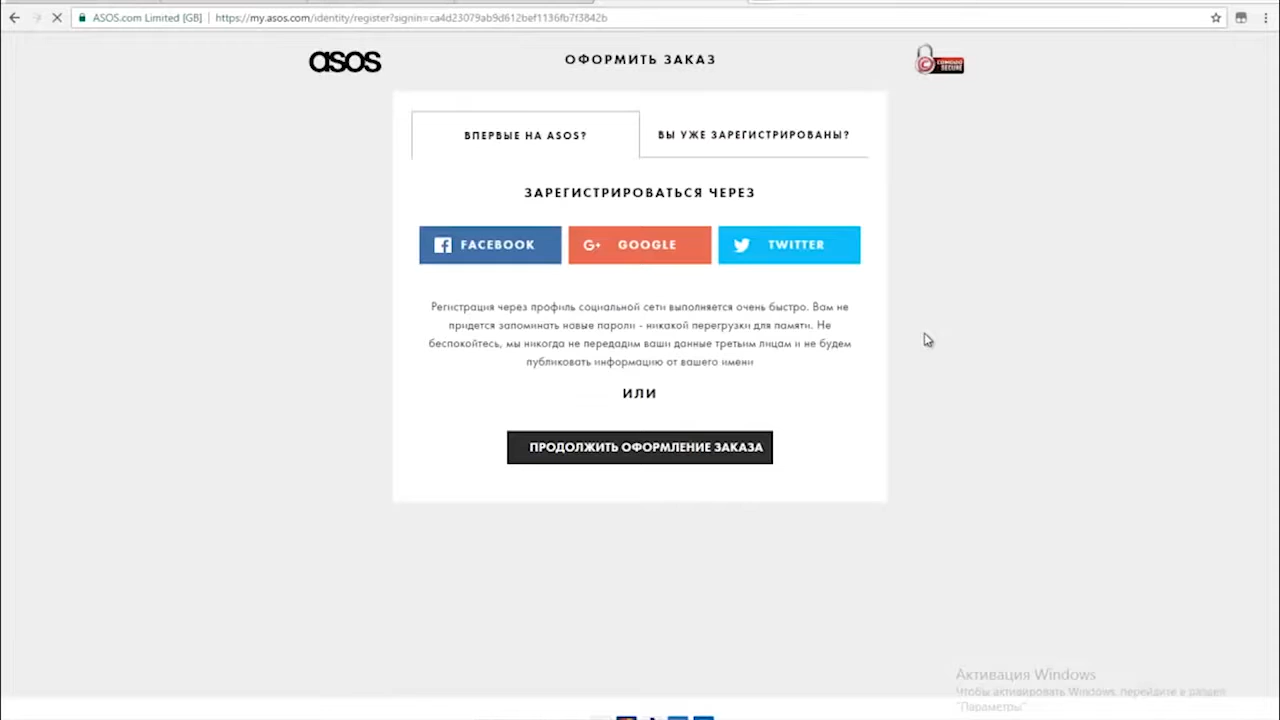 ASOS.com Limited [GB] | https://my.asos.com/identity/register?signin=ca4d23079ab9d612bef1136fb7f3842b
asos
ОФОРМИТЬ ЗАКАЗ
COMODO
SECURE
ВПЕРВЫЕ НА ASOS?
ВЫ УЖЕ ЗАРЕГИСТРИРОВАНЫ?
ЗАРЕГИСТРИРОВАТЬСЯ ЧЕРЕЗ
FACEBOOK
G+ GOOGLE
TWITTER
Регистрация через профиль социальной сети выполняется очень быстро. Вам не
придется запоминать новые пароли - никакой перегрузки для памяти. Не
беспокойтесь, мы никогда не передадим ваши данные третьим лицам и не будем
публиковать информацию от вашего имени
ИЛИ
ПРОДОЛЖИТЬ ОФОРМЛЕНИЕ ЗАКАЗА
Активация Windows
Чтобы активировать Windows, перейдите в раздел
"Параметры"